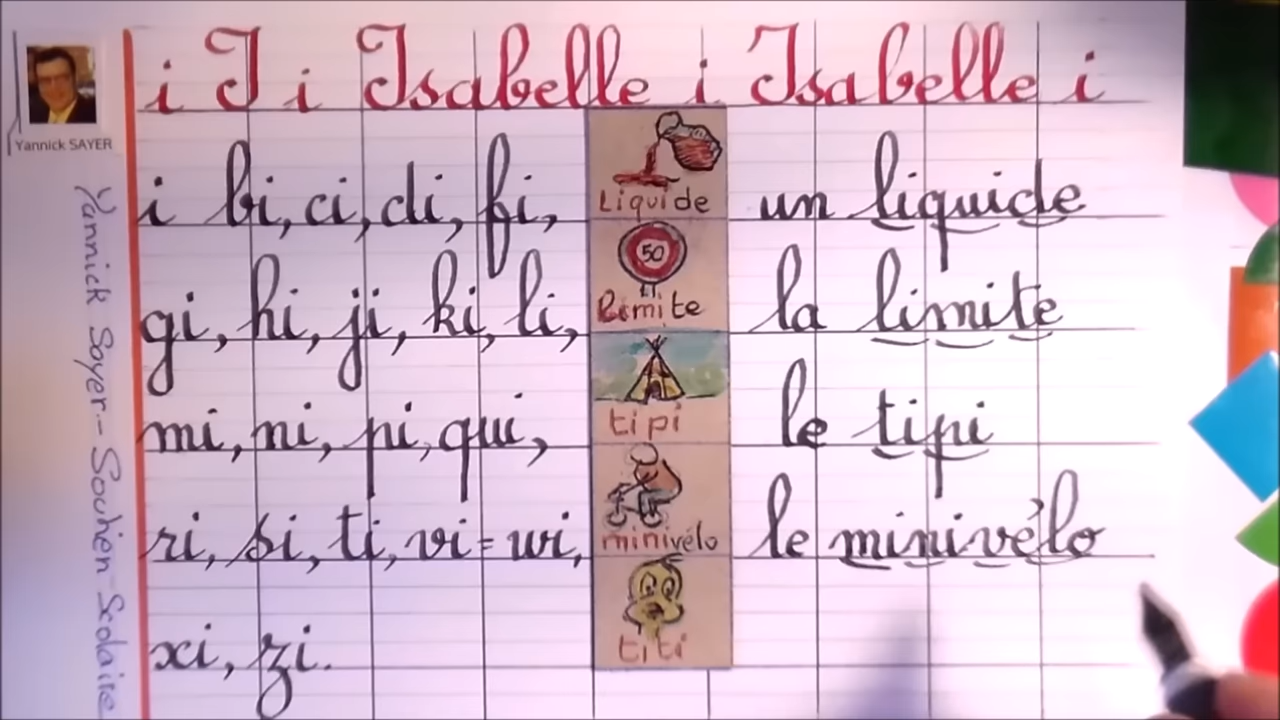 i I i Isabelle i Isabelle i
Yannick SAYER
Yannick Sayer - Soutien Scolaire
i bi, ci, di, fi,
gi, hi, ji, ki, li,
mi, ni, pi, qui,
ri, si, ti, vi = wi,
xi, zi.
Liquide
50
Limite
tipi
minivélo
titi
un liquide
la limite
le tipi
le minivélo